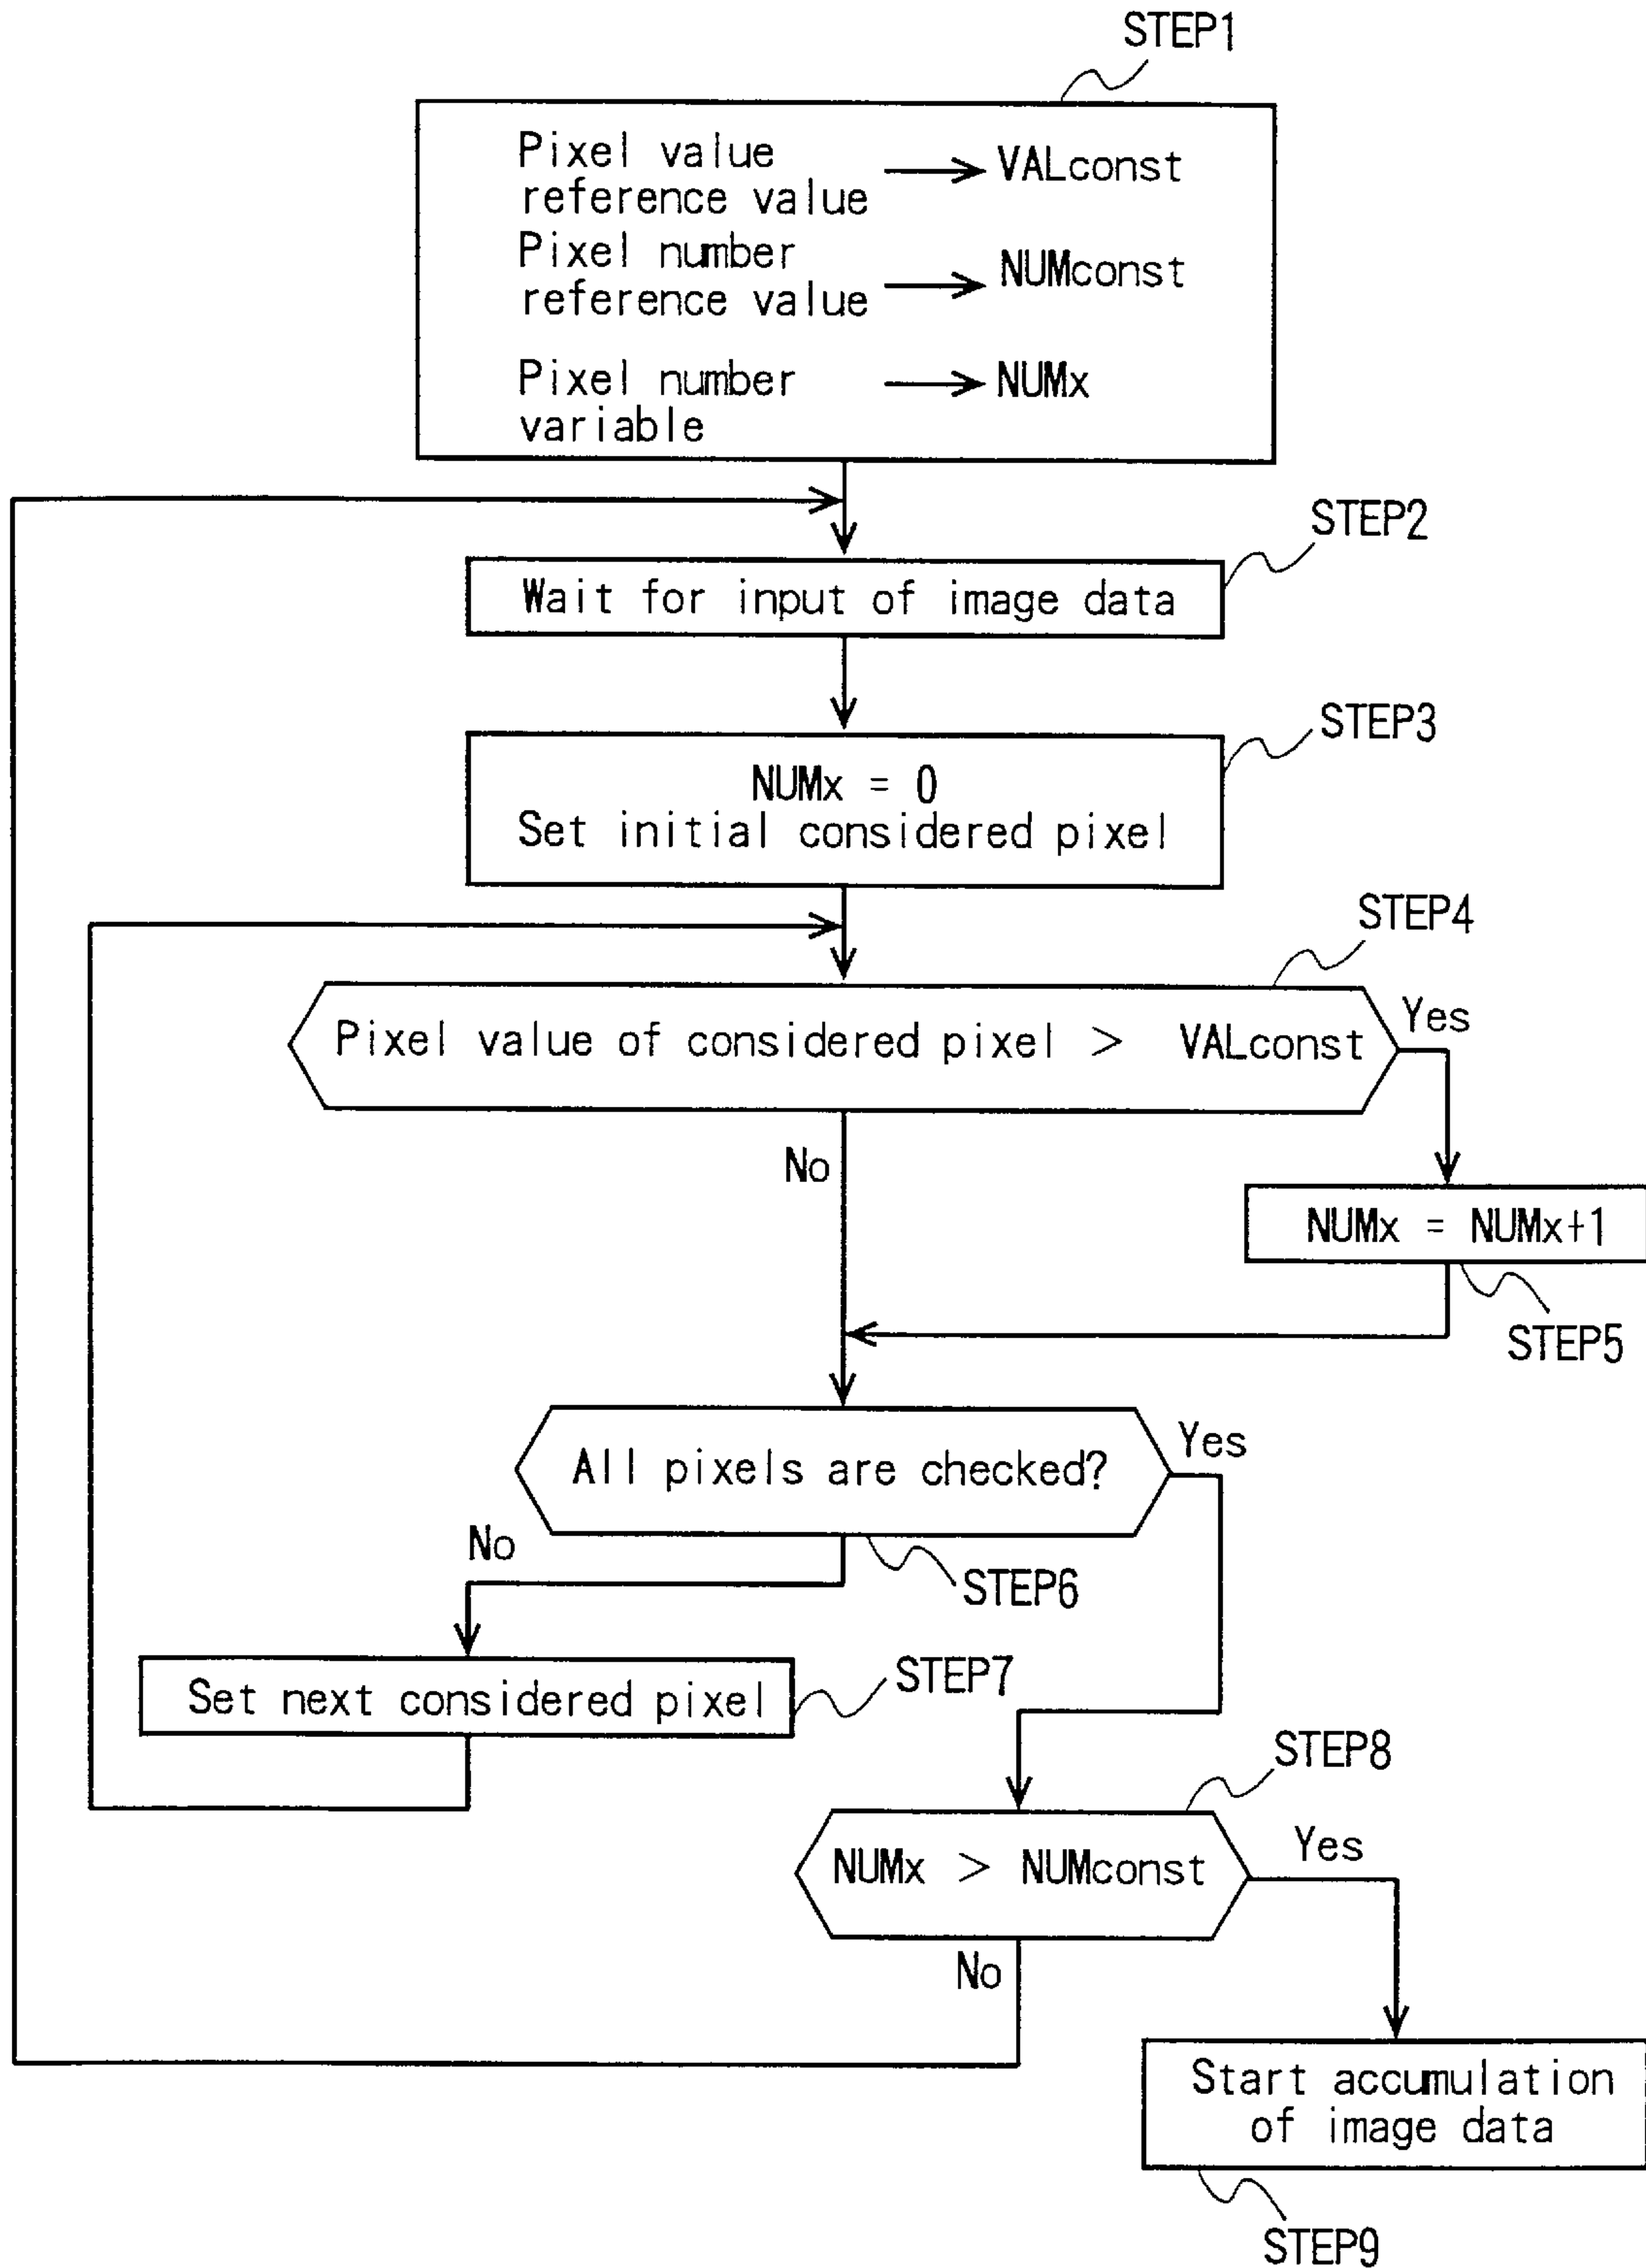 STEP1
Pixel value
reference value
VALconst
Pixel number
reference value
NUMconst
Pixel number
variable
NUMx
STEP2
Wait for input of image data
STEP3
NUMx = 0
Set initial considered pixel
STEP4
Pixel value of considered pixel > VALconst
Yes
No
NUMx = NUMx+1
STEP5
All pixels are checked?
Yes
No
STEP6
Set next considered pixel
STEP7
STEP8
NUMx > NUMconst
Yes
No
Start accumulation
of image data
STEP9